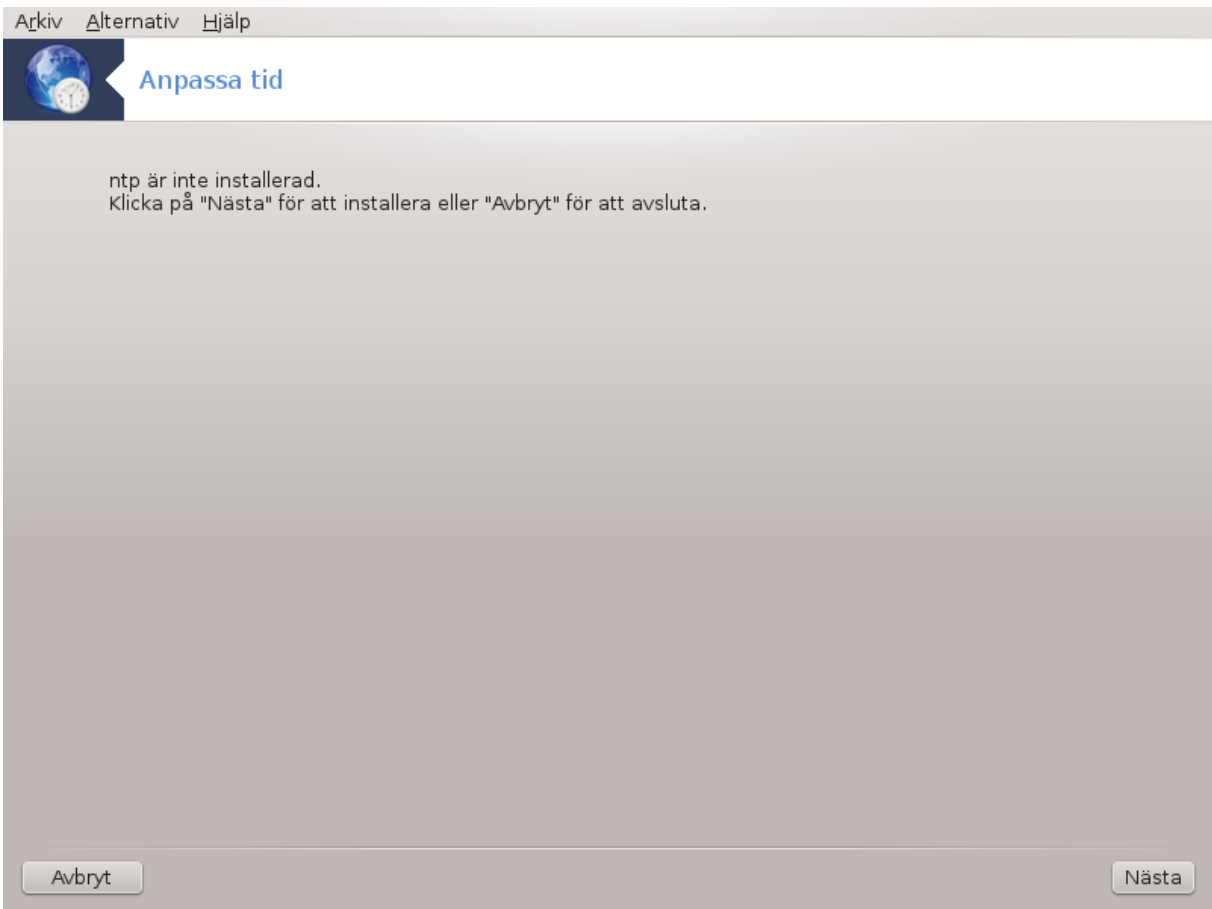 Arkiv Alternativ Hjälp
Anpassa tid
ntp är inte installerad.
Klicka på "Nästa" för att installera eller "Avbryt" för att avsluta.
Avbryt Nästa